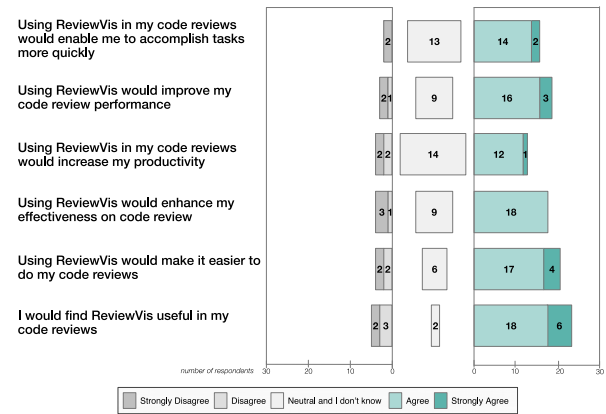 Using ReviewVis in my code reviews
would enable me to accomplish tasks
more quickly
2 13 14 2
Using ReviewVis would improve my
code review performance
2 1 9 16 3
Using ReviewVis in my code reviews
would increase my productivity
2 2 14 12 1
Using ReviewVis would enhance my
effectiveness on code review
3 1 9 18
Using ReviewVis would make it easier to
do my code reviews
2 2 6 17 4
I would find ReviewVis useful in my
code reviews
2 3 2 18 6
number of respondents 30 20 10 0 0 10 20 30
Strongly Disagree Disagree Neutral and I don't know Agree Strongly Agree